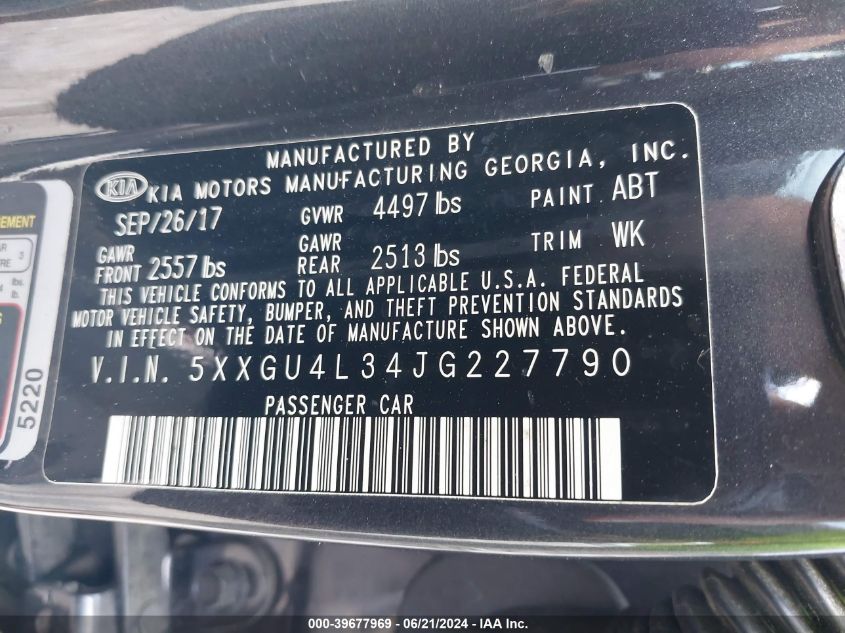 MANUFACTURED BY
KIA KIA MOTORS MANUFACTURING GEORGIA, INC.
SEP/26/17 GVWR 4497 lbs PAINT ABT
GAWR FRONT 2557 lbs GAWR REAR 2513 lbs TRIM WK
THIS VEHICLE CONFORMS TO ALL APPLICABLE U.S.A. FEDERAL
MOTOR VEHICLE SAFETY, BUMPER, AND THEFT PREVENTION STANDARDS
IN EFFECT ON THE DATE OF MANUFACTURE SHOWN ABOVE.
V.I.N. 5XXGU4L34JG227790
PASSENGER CAR
5220
000-39677969 / 06/21/2024 - IAA Inc.